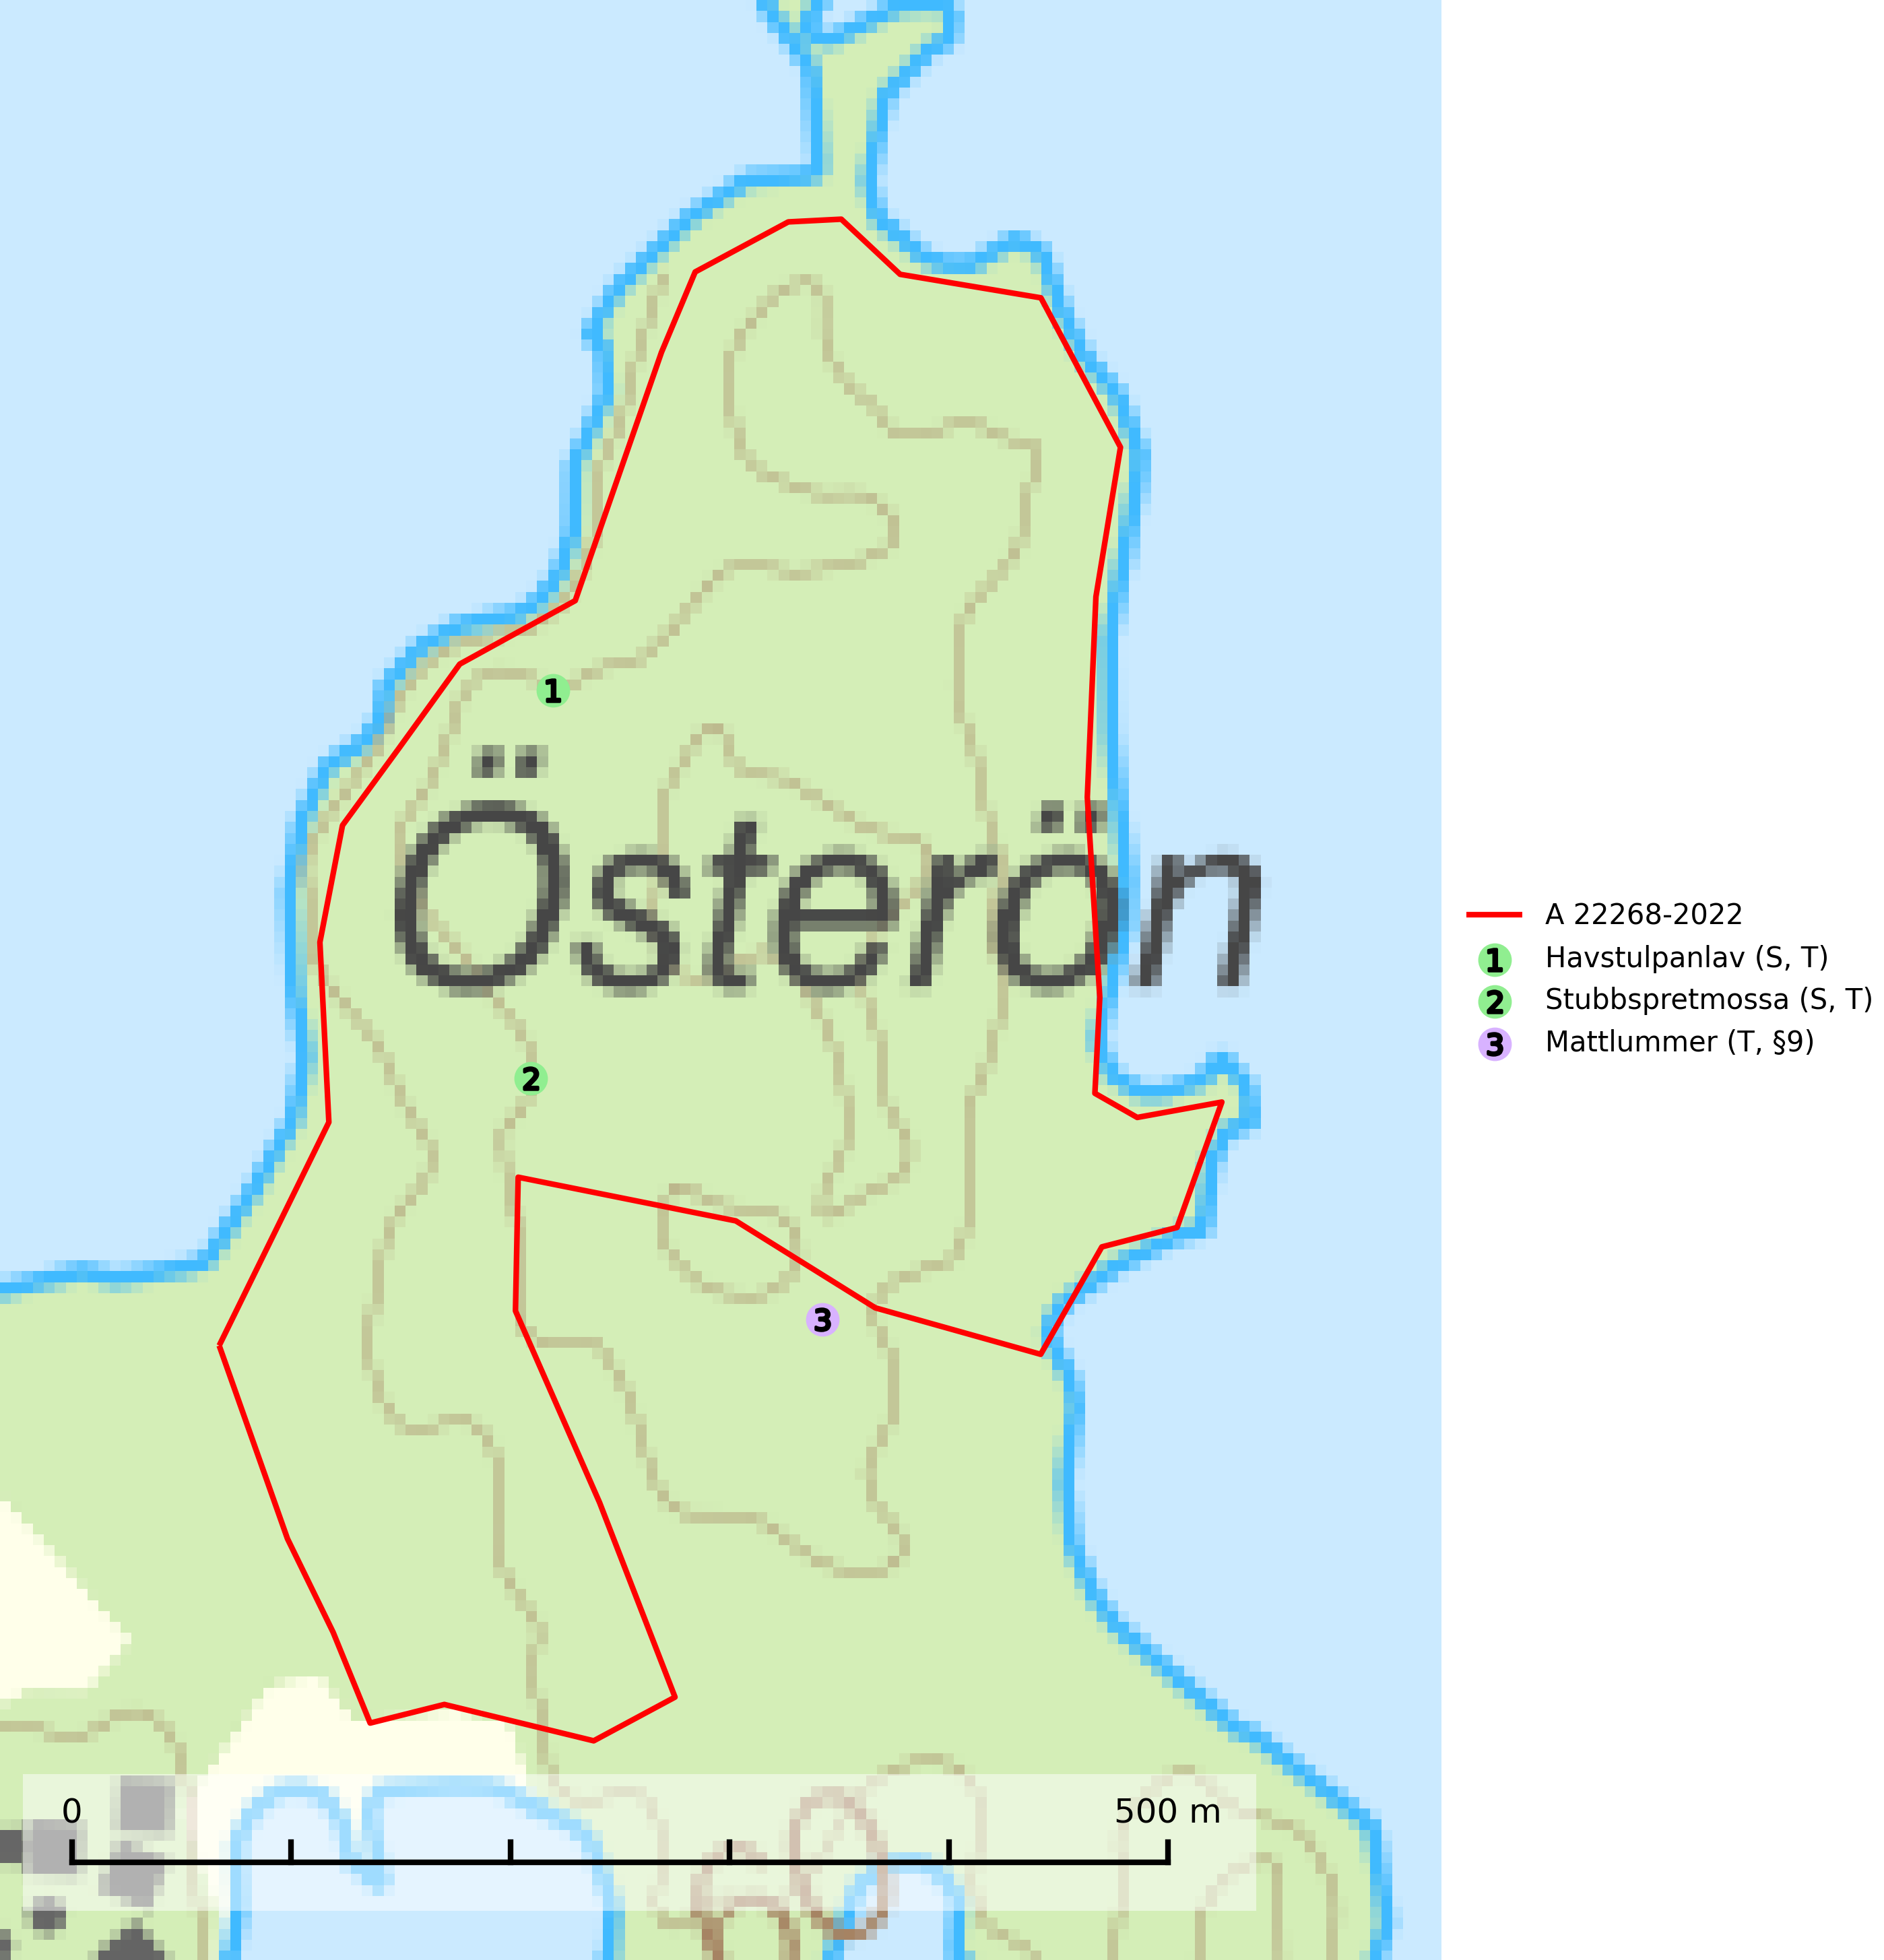 1
Österön
A 22268-2022
1 Havstulpanlav (S, T)
2 Stubbspretmossa (S, T)
3 Mattlummer (T, §9)
2
3
0 500 m